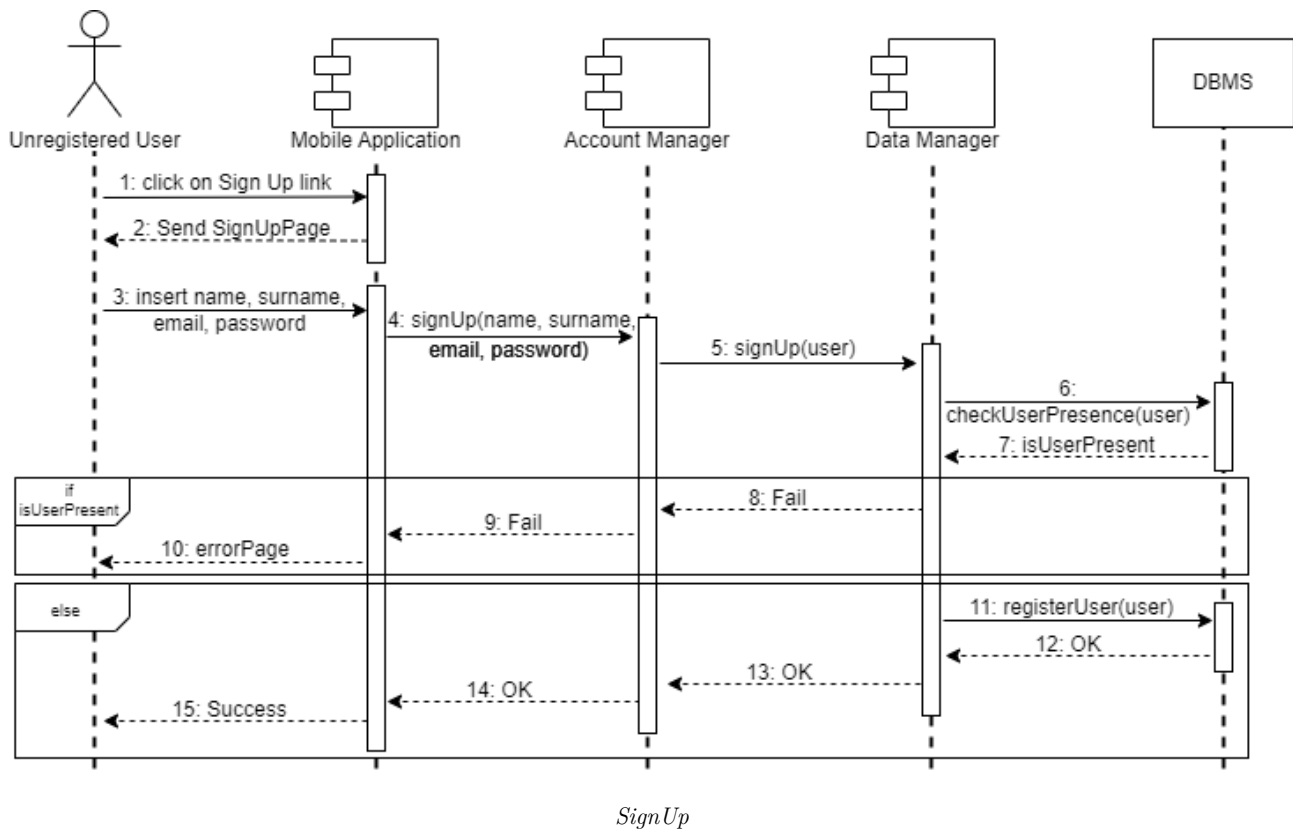 DBMS
Unregistered User
Mobile Application
Account Manager
Data Manager
1: click on Sign Up link
2: Send SignUpPage
3: insert name, surname,
email, password
4: signUp(name, surname,
email, password)
5: signUp(user)
6:
checkUserPresence(user)
7: isUserPresent
if
isUserPresent
8: Fail
9: Fail
10: errorPage
else
11: registerUser(user)
12: OK
13: OK
14: OK
15: Success
SignUp